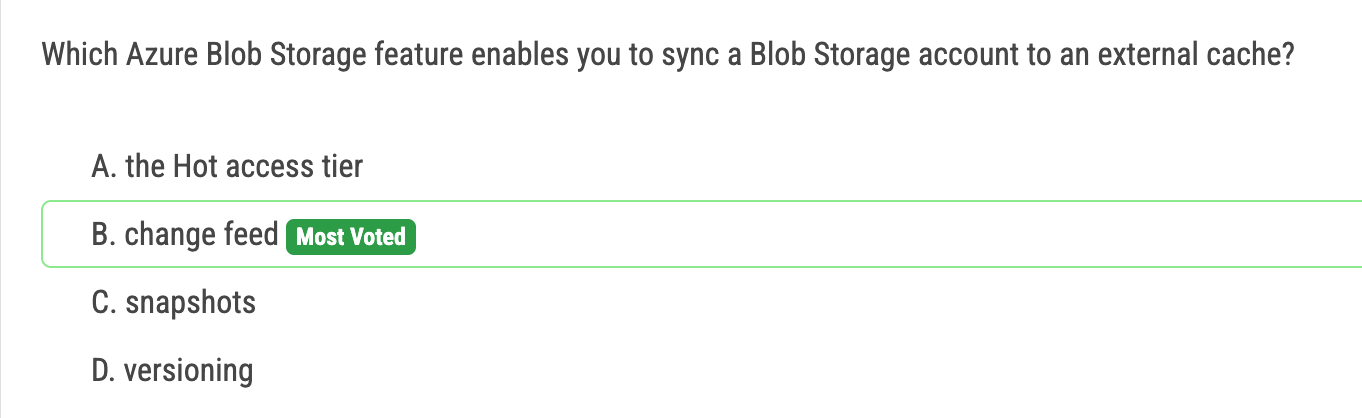 Which Azure Blob Storage feature enables you to sync a Blob Storage account to an external cache?
A. the Hot access tier
B. change feed Most Voted
C. snapshots
D. versioning